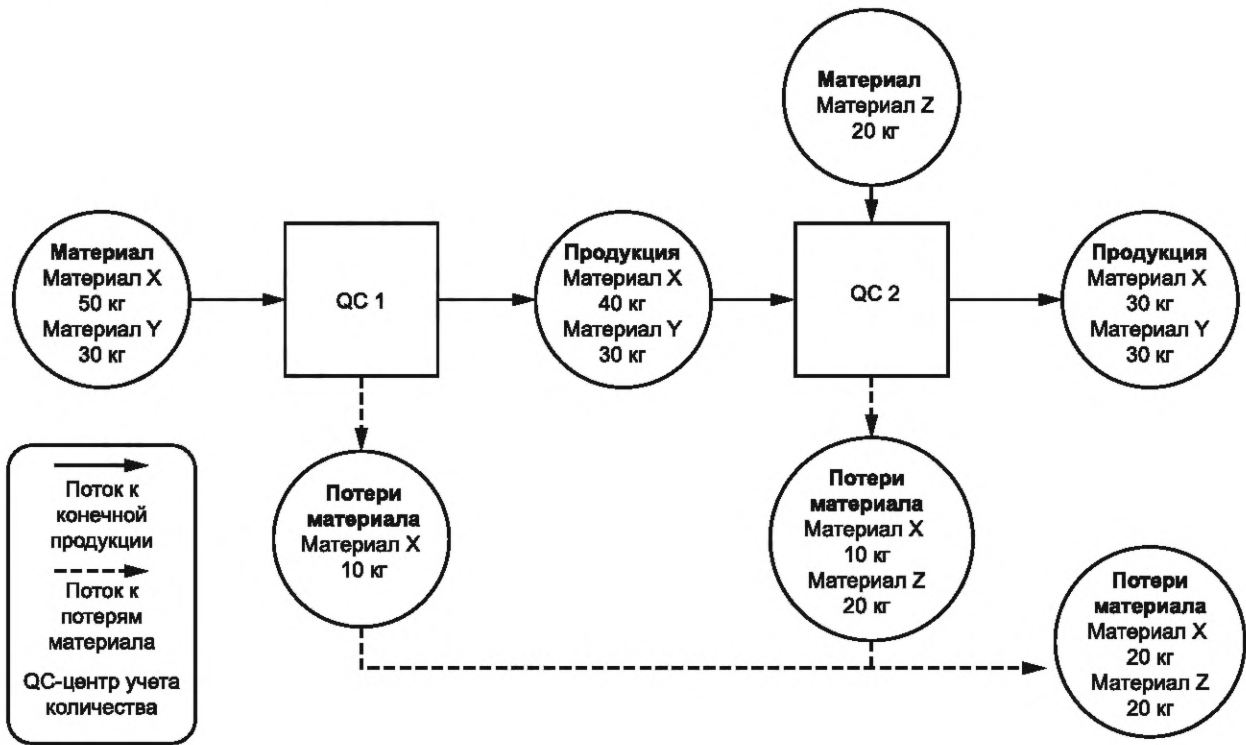 Материал
Материал Z
20 кг
Материал
Материал X
50 кг
Материал Y
30 кг
QC 1
Продукция
Материал X
40 кг
Материал Y
30 кг
QC 2
Продукция
Материал X
30 кг
Материал Y
30 кг
Поток к
конечной
продукции
Поток к
потерям
материала
QC-центр учета
количества
Потери
материала
Материал X
10 кг
Потери
материала
Материал X
10 кг
Материал Z
20 кг
Потери
материала
Материал X
20 кг
Материал Z
20 кг